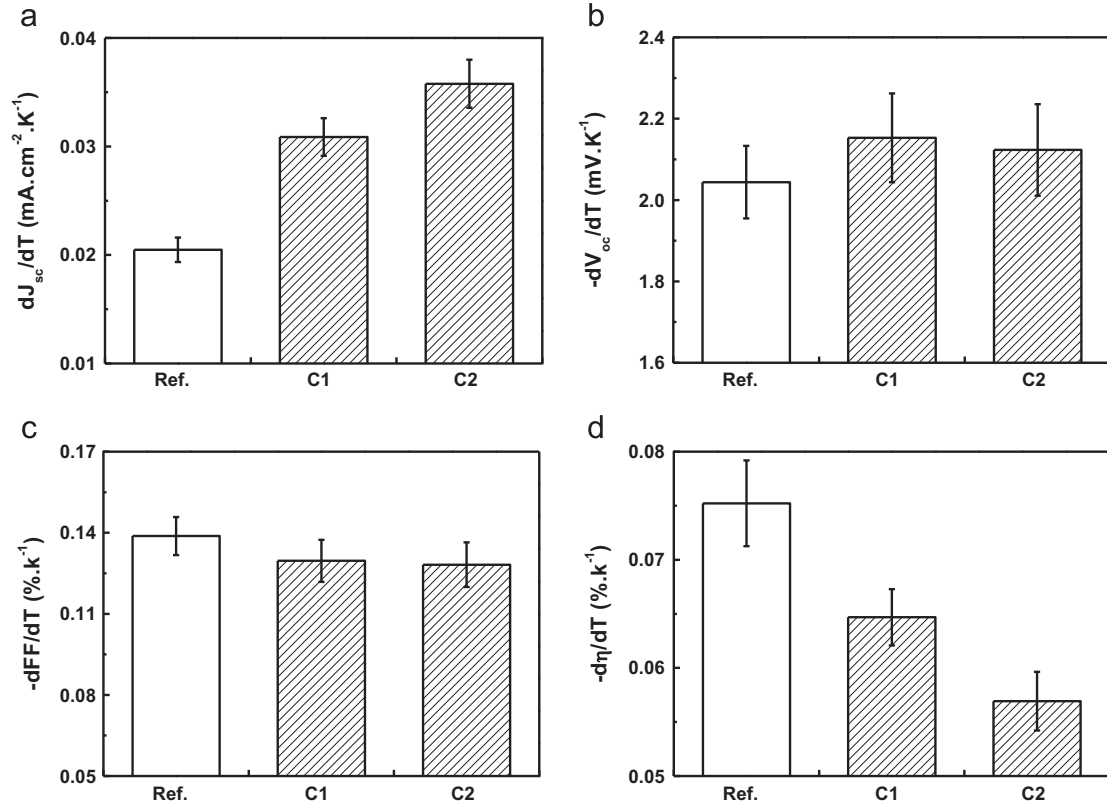 a
0.04
0.03
0.02
0.01
dJsc/dT (mA.cm-2.K-1)
Ref.
C1
C2
b
2.4
2.2
2.0
1.8
1.6
-dVoc/dT (mV.K-1)
Ref.
C1
C2
c
0.17
0.14
0.11
0.08
0.05
-dFF/dT (%.k-1)
Ref.
C1
C2
d
0.08
0.07
0.06
0.05
-dη/dT (%.k-1)
Ref.
C1
C2